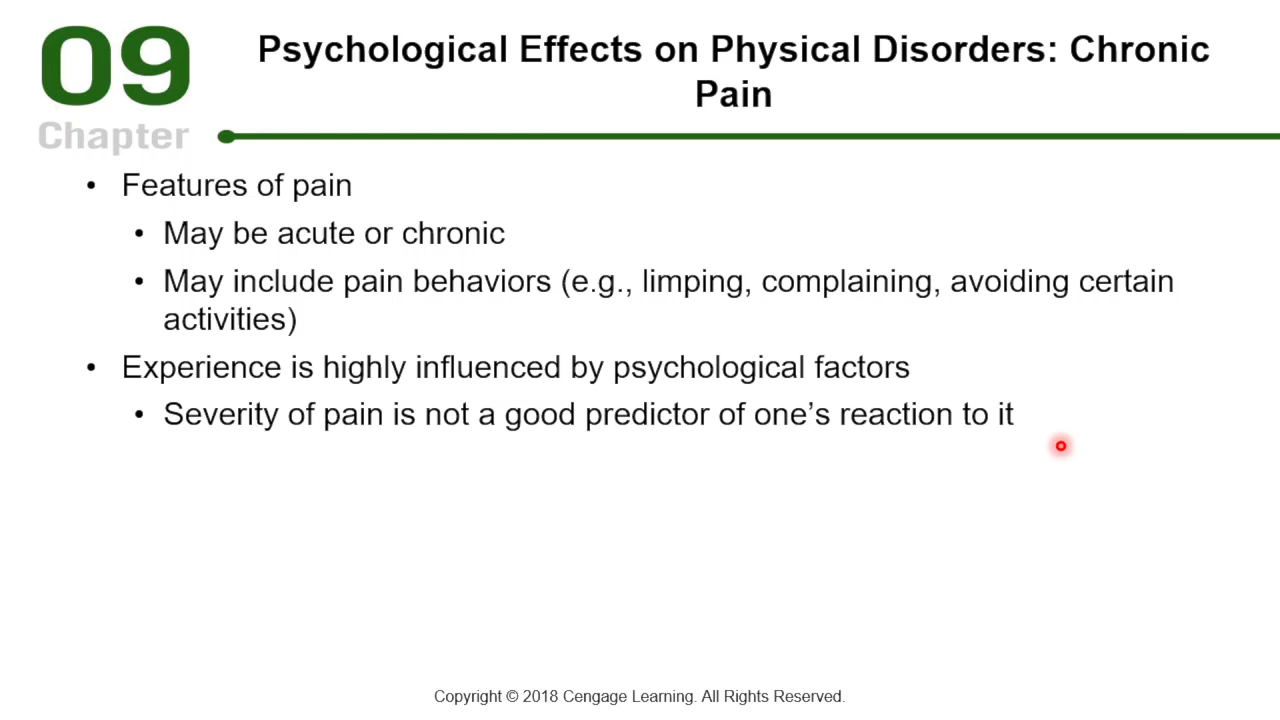 09
Chapter
Psychological Effects on Physical Disorders: Chronic
Pain
• Features of pain
• May be acute or chronic
• May include pain behaviors (e.g., limping, complaining, avoiding certain
activities)
• Experience is highly influenced by psychological factors
• Severity of pain is not a good predictor of one’s reaction to it
Copyright © 2018 Cengage Learning. All Rights Reserved.